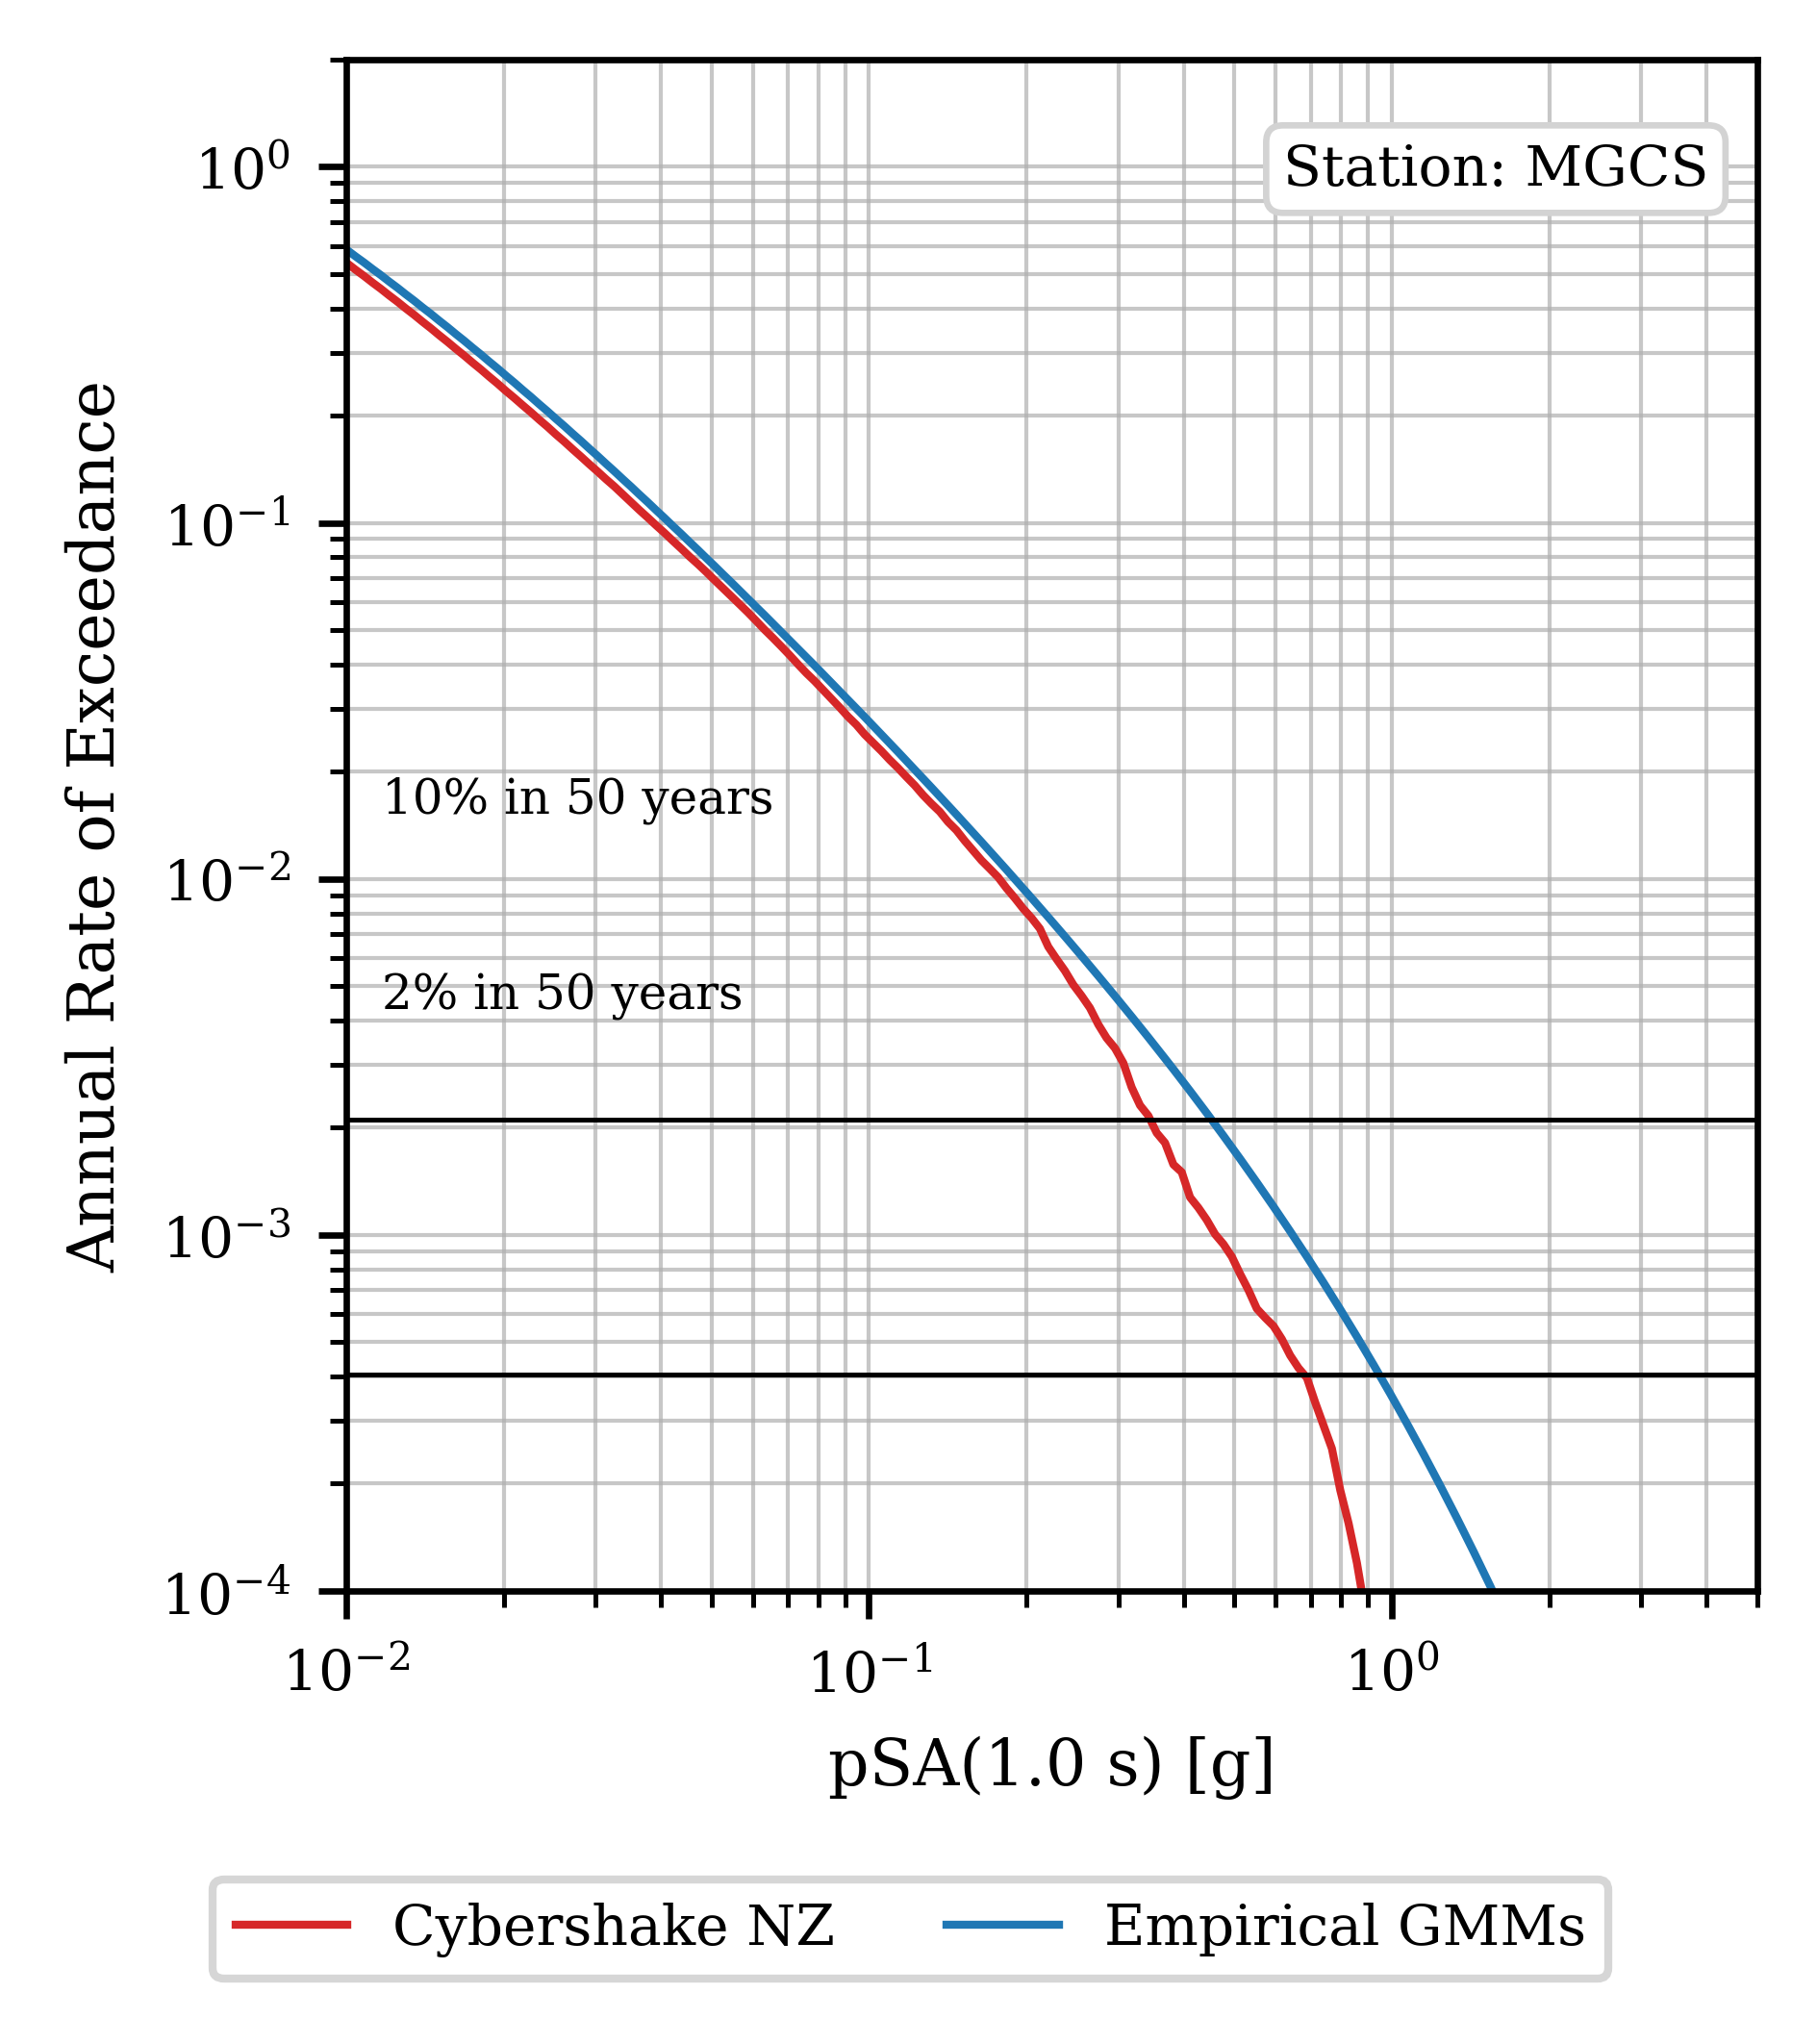 Station: MGCS
10⁰
10⁻¹
10⁻²
10⁻³
10⁻⁴
Annual Rate of Exceedance
10% in 50 years
2% in 50 years
10⁻²
10⁻¹
10⁰
pSA(1.0 s) [g]
Cybershake NZ
Empirical GMMs